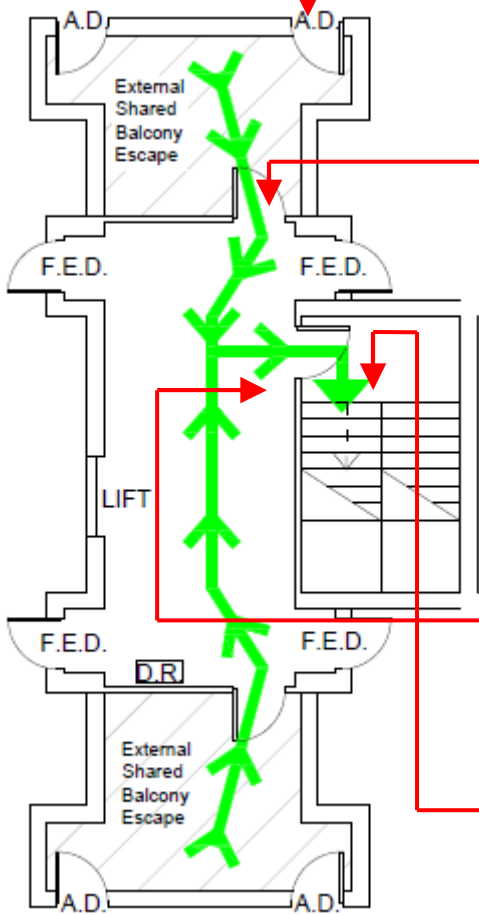 A.D.
A.D.
External
Shared
Balcony
Escape
F.E.D.
F.E.D.
LIFT
F.E.D.
F.E.D.
D.R.
External
Shared
Balcony
Escape
A.D.
A.D.